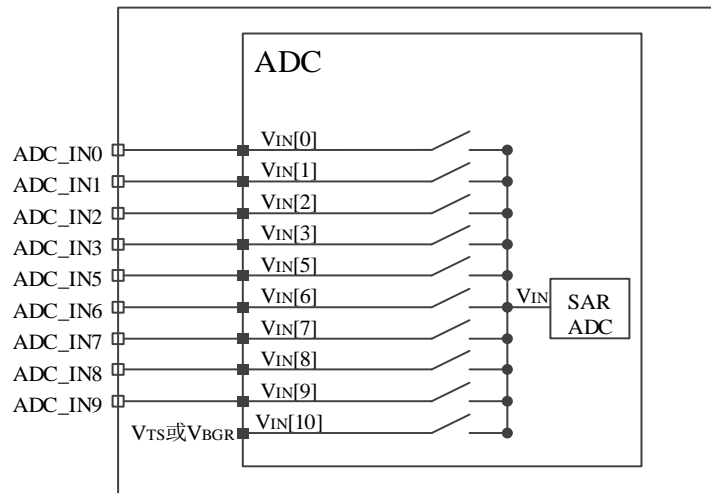 ADC
ADC_IN0 VIN[0]
ADC_IN1 VIN[1]
ADC_IN2 VIN[2]
ADC_IN3 VIN[3]
ADC_IN5 VIN[5]
ADC_IN6 VIN[6]
VIN
SAR
ADC
ADC_IN7 VIN[7]
ADC_IN8 VIN[8]
ADC_IN9 VIN[9]
VTS或VBGR VIN[10]